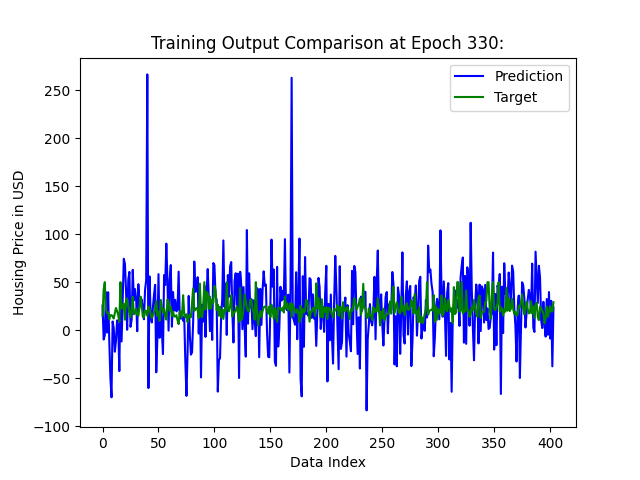 Training Output Comparison at Epoch 330:
Prediction
Target
Housing Price in USD
250
200
150
100
50
0
−50
−100
0 50 100 150 200 250 300 350 400
Data Index